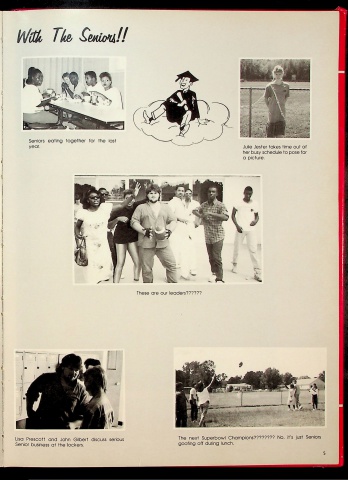 With The Seniors!!
Seniors eating together for the last
year.
Julie Jester takes time out of
her busy schedule to pose for
a picture.
These are our leaders??????
Lisa Prescott and John Gilbert discuss serious
Senior business at the lockers.
The next Superbowl Champions???????? No, it's just Seniors
goofing off during lunch.
5